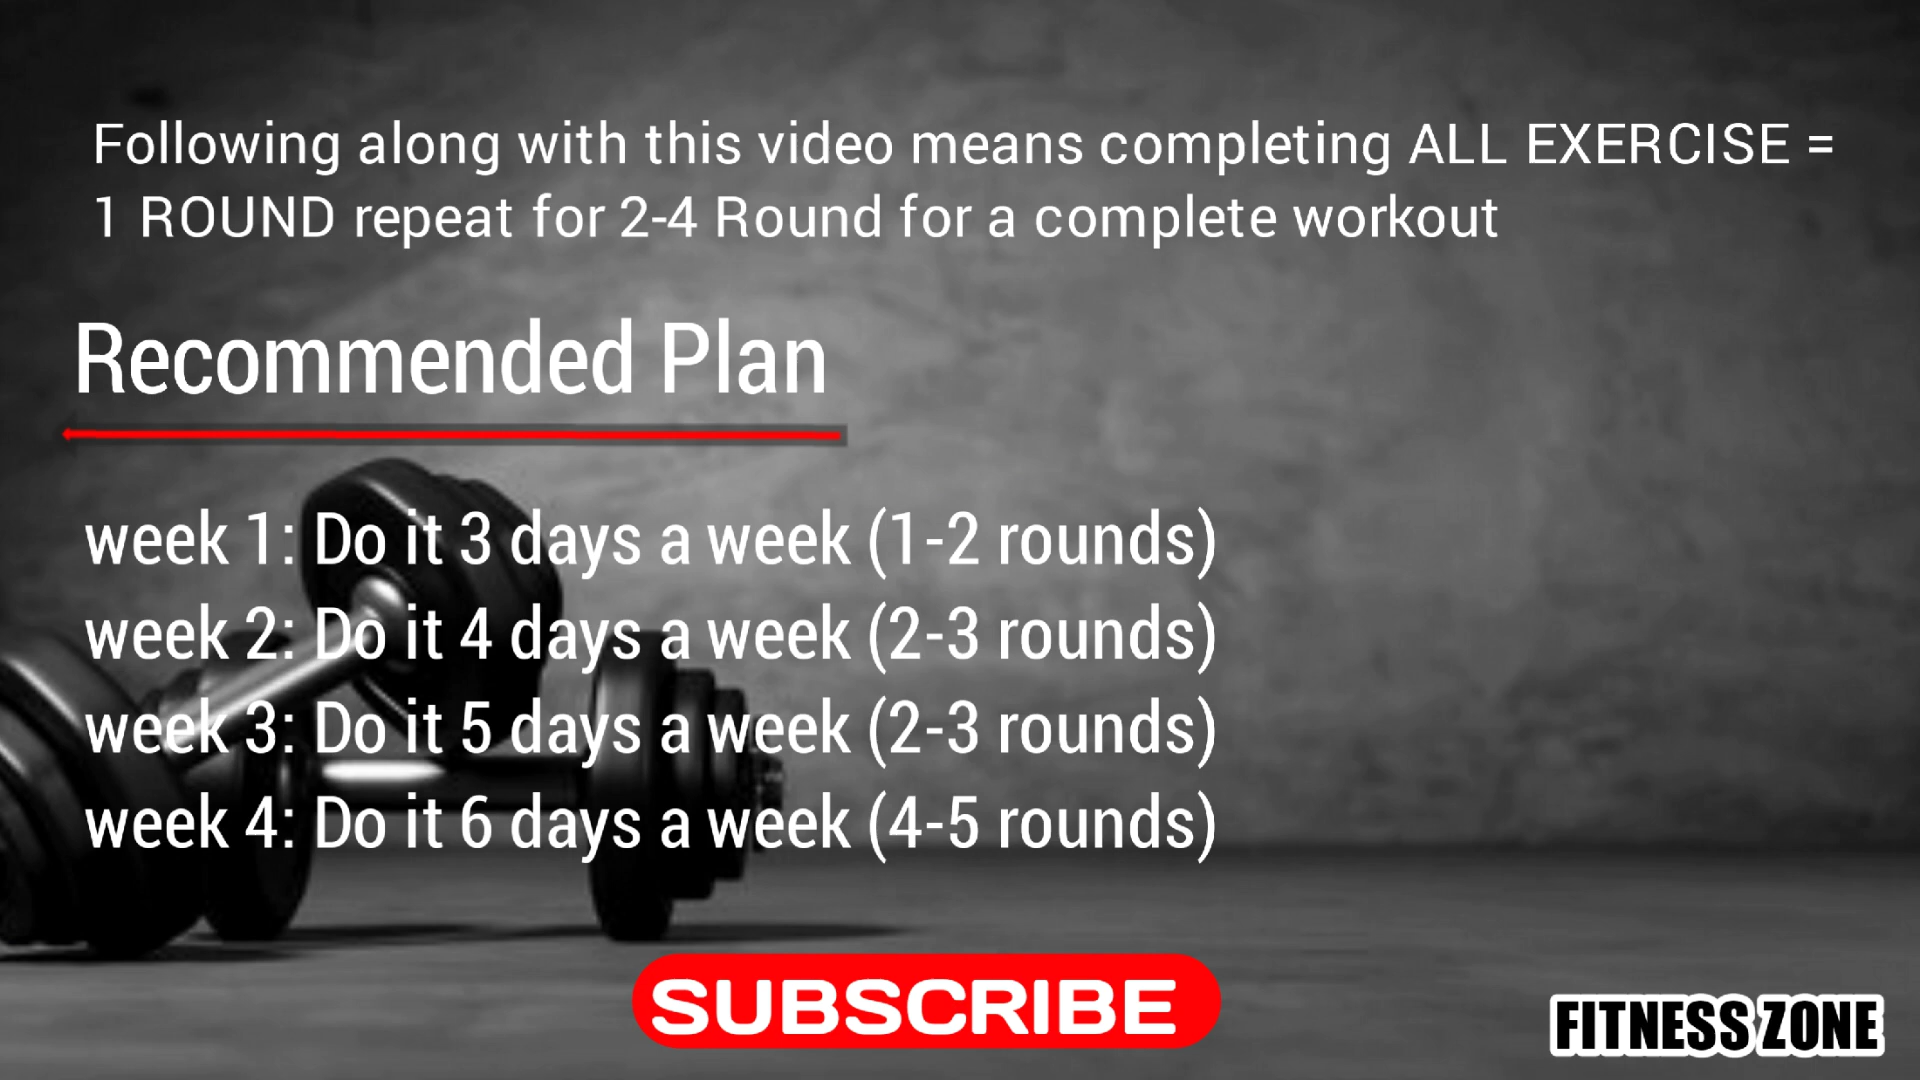 Following along with this video means completing ALL EXERCISE =
1 ROUND repeat for 2-4 Round for a complete workout
Recommended Plan
week 1: Do it 3 days a week (1-2 rounds)
week 2: Do it 4 days a week (2-3 rounds)
week 3: Do it 5 days a week (2-3 rounds)
week 4: Do it 6 days a week (4-5 rounds)
SUBSCRIBE
FITNESS ZONE